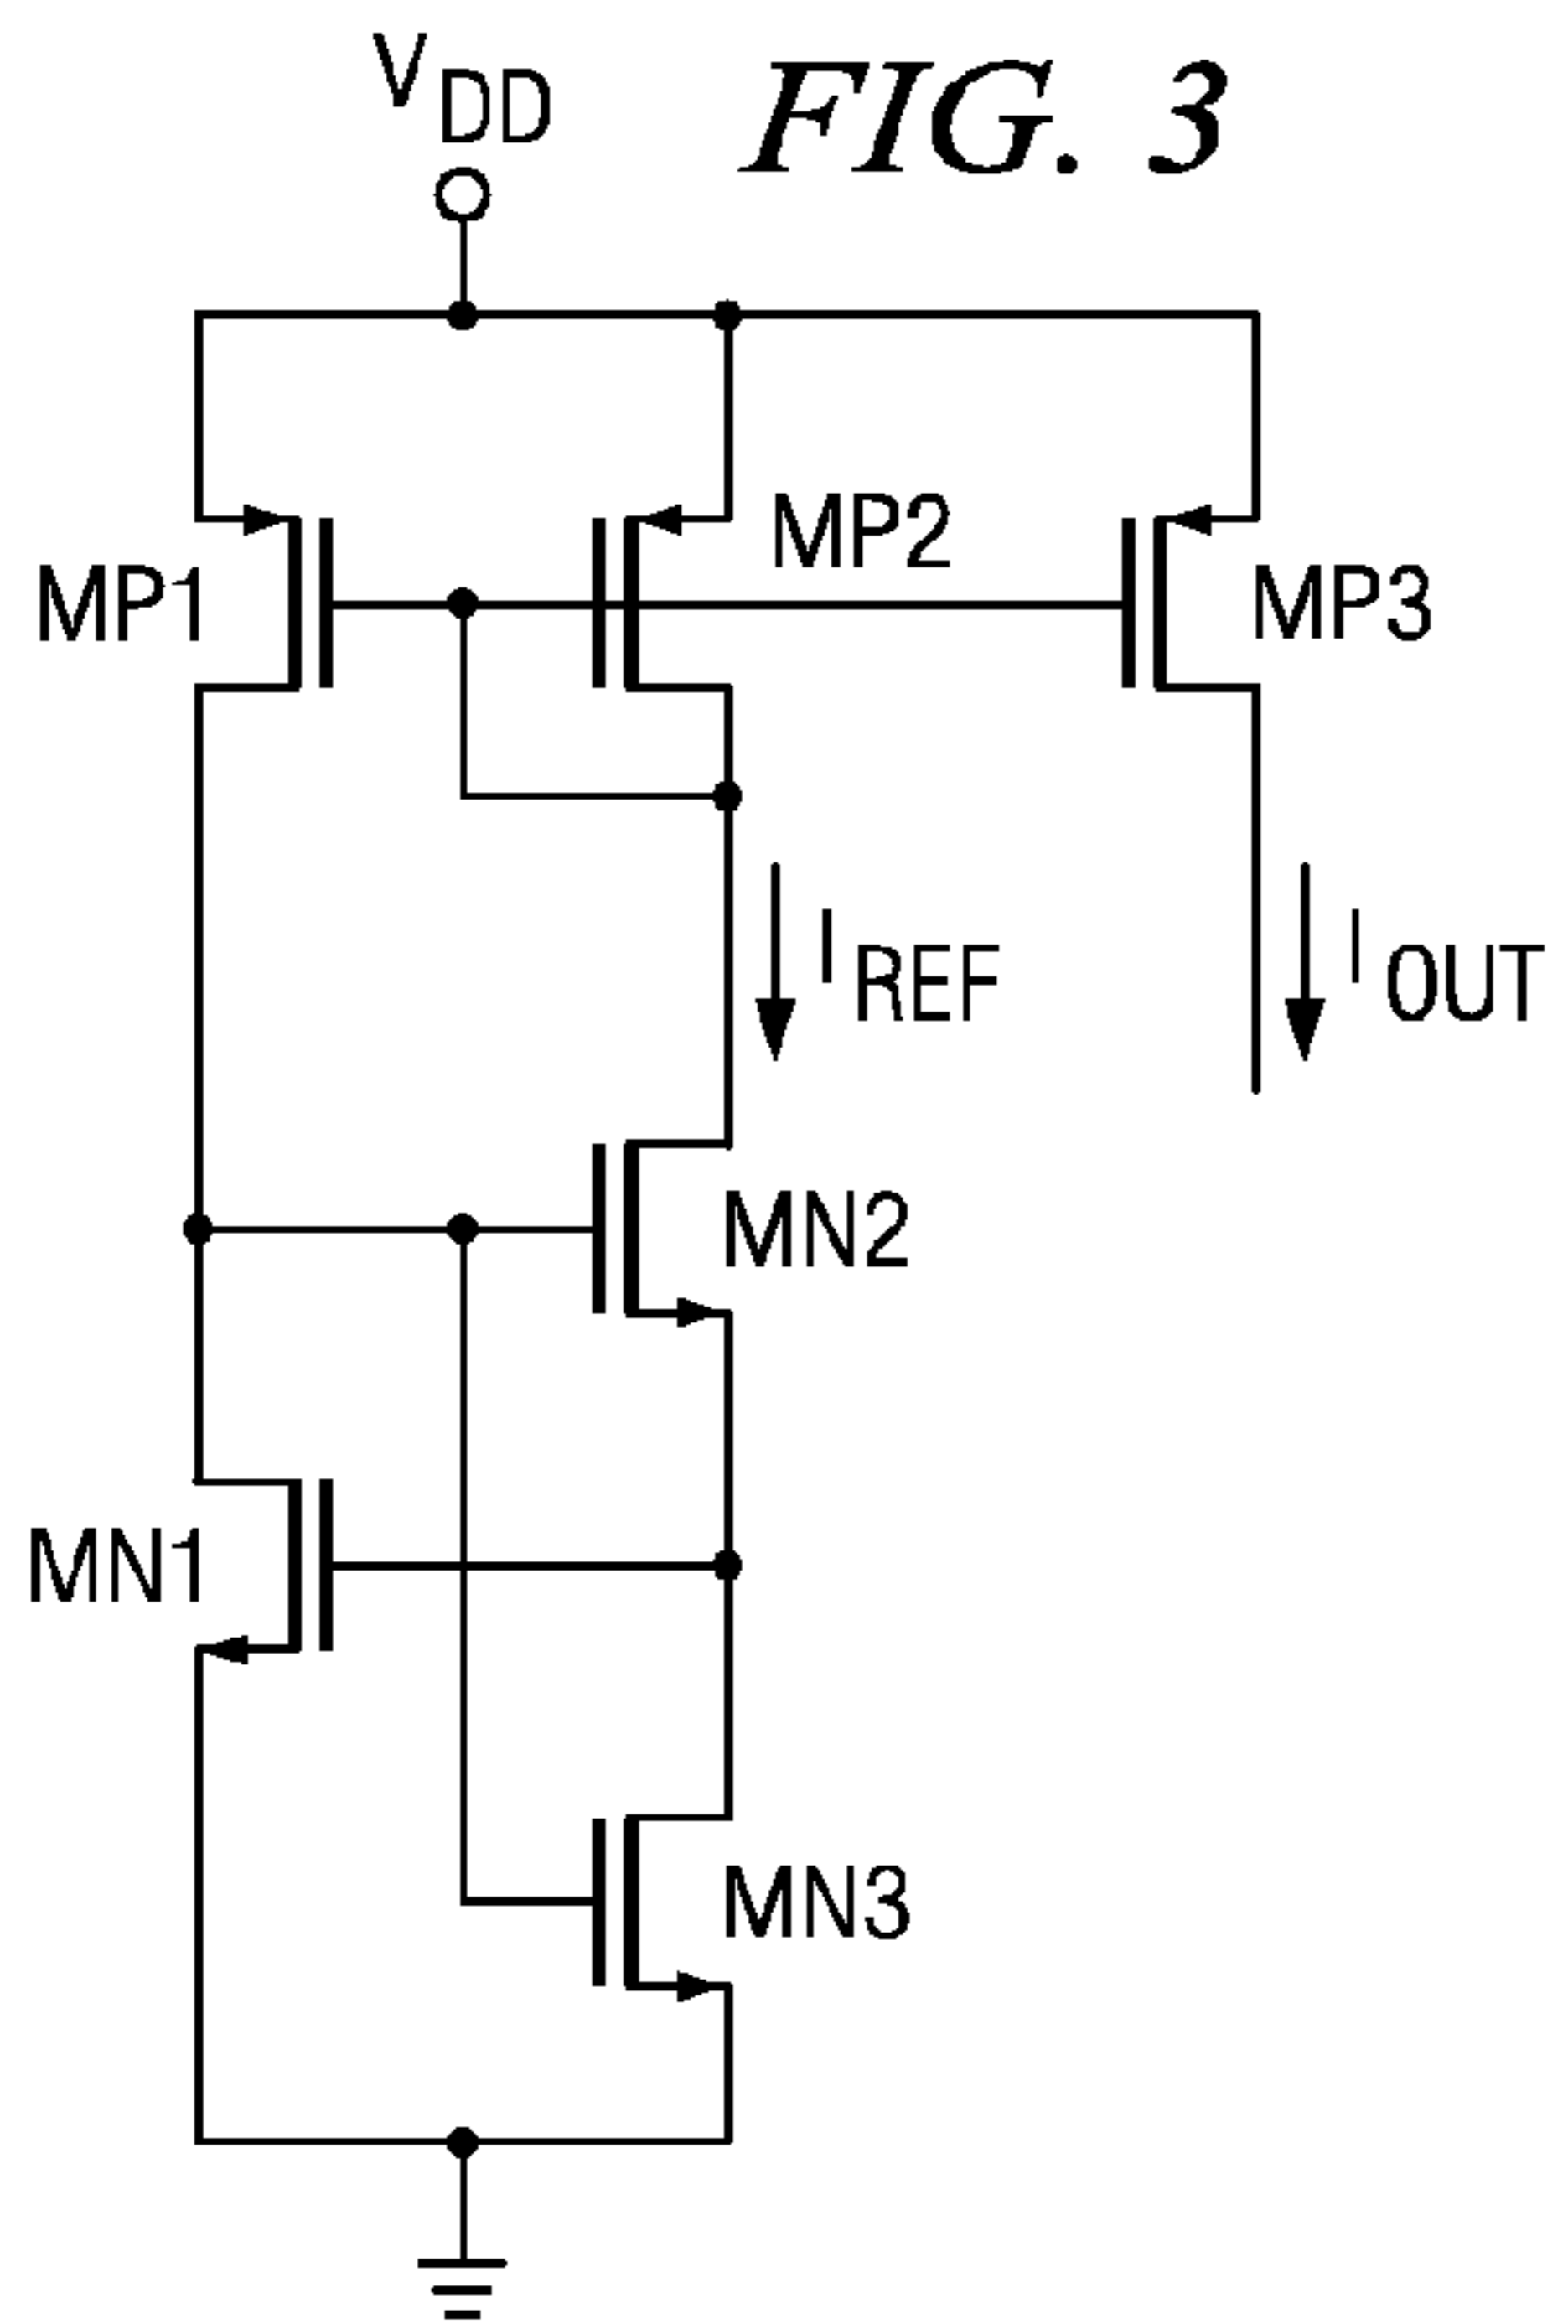 VDD
FIG. 3
MP2
MP1
MP3
IREF
IOUT
MN2
MN1
MN3